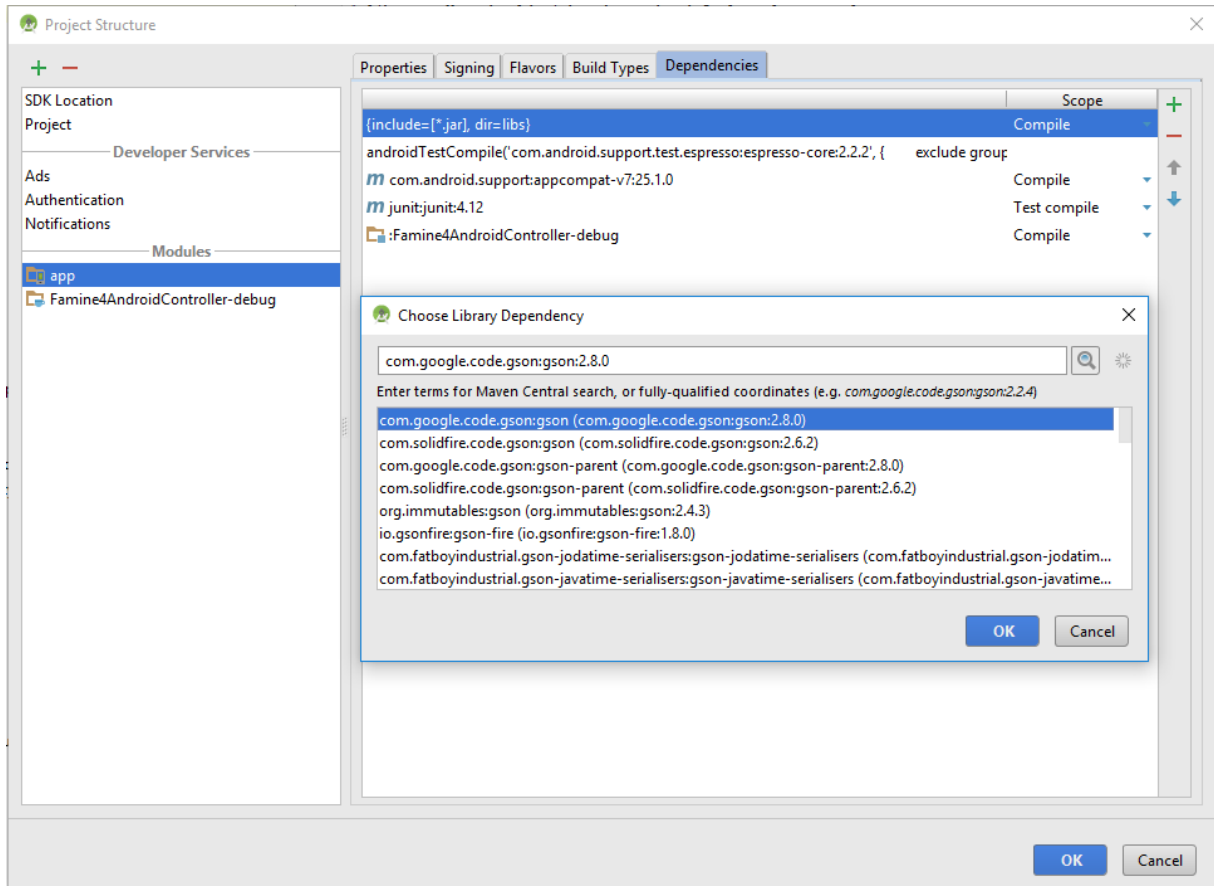 Project Structure
Properties Signing Flavors Build Types Dependencies
SDK Location
Project
Developer Services
Ads
Authentication
Notifications
Modules
app
Famine4AndroidController-debug
Scope
{include=[*.jar], dir=libs} Compile
androidTestCompile('com.android.support.test.espresso:espresso-core:2.2.2', { exclude group
m com.android.support:appcompat-v7:25.1.0 Compile
m junit:junit:4.12 Test compile
:Famine4AndroidController-debug Compile
Choose Library Dependency
com.google.code.gson:gson:2.8.0
Enter terms for Maven Central search, or fully-qualified coordinates (e.g. com.google.code.gson:gson:2.2.4)
com.google.code.gson:gson (com.google.code.gson:gson:2.8.0)
com.solidfire.code.gson:gson (com.solidfire.code.gson:gson:2.6.2)
com.google.code.gson:gson-parent (com.google.code.gson:gson-parent:2.8.0)
com.solidfire.code.gson:gson-parent (com.solidfire.code.gson:gson-parent:2.6.2)
org.immutables:gson (org.immutables:gson:2.4.3)
io.gsonfire:gson-fire (io.gsonfire:gson-fire:1.8.0)
com.fatboyindustrial.gson-jodatime-serialisers:gson-jodatime-serialisers (com.fatboyindustrial.gson-jodatim...
com.fatboyindustrial.gson-javatime-serialisers:gson-javatime-serialisers (com.fatboyindustrial.gson-javatime...
OK Cancel
OK Cancel